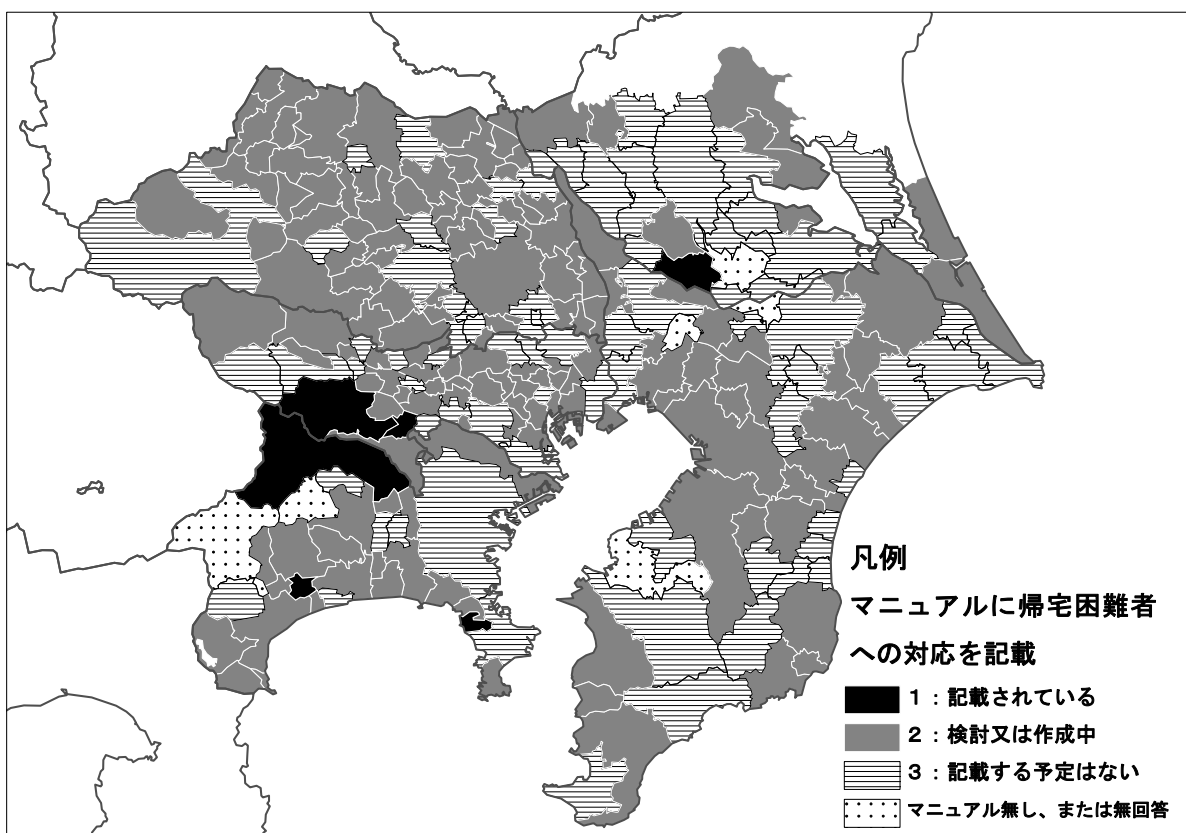 凡例
マニュアルに帰宅困難者
への対応を記載
1：記載されている
2：検討又は作成中
3：記載する予定はない
マニュアル無し、または無回答